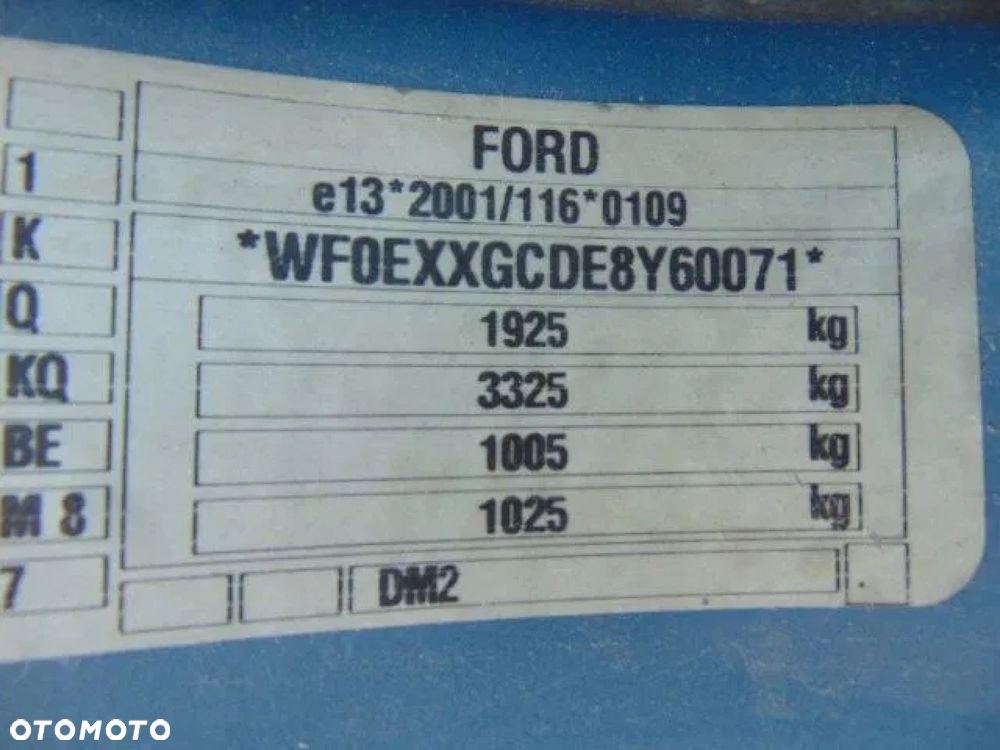 FORD
e13*2001/116*0109
*WF0EXXGCDE8Y60071*
1925 kg
3325 kg
1005 kg
1025 kg
DM2
1
K
Q
KQ
BE
M 8
7
OTOMOTO